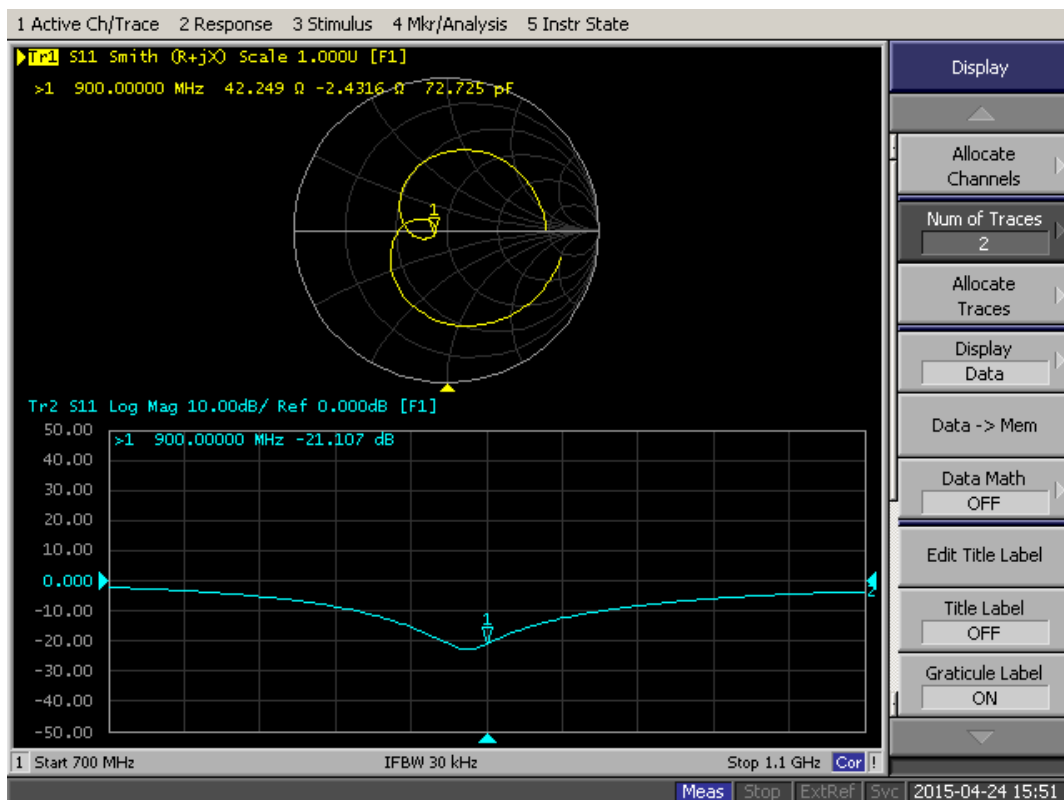 1 Active Ch/Trace 2 Response 3 Stimulus 4 Mkr/Analysis 5 Instr State
Tr1 S11 Smith (R+jX) Scale 1.000U [F1]
>1 900.00000 MHz 42.249 Ω -2.4316 Ω 72.725 pF
1
Tr2 S11 Log Mag 10.00dB/ Ref 0.000dB [F1]
>1 900.00000 MHz -21.107 dB
50.00
40.00
30.00
20.00
10.00
0.000
-10.00
-20.00
-30.00
-40.00
-50.00
1
2
1 Start 700 MHz IFBW 30 kHz Stop 1.1 GHz Cor !
Display
Allocate
Channels
Num of Traces
2
Allocate
Traces
Display
Data
Data -> Mem
Data Math
OFF
Edit Title Label
Title Label
OFF
Graticule Label
ON
Meas Stop ExtRef Svc 2015-04-24 15:51